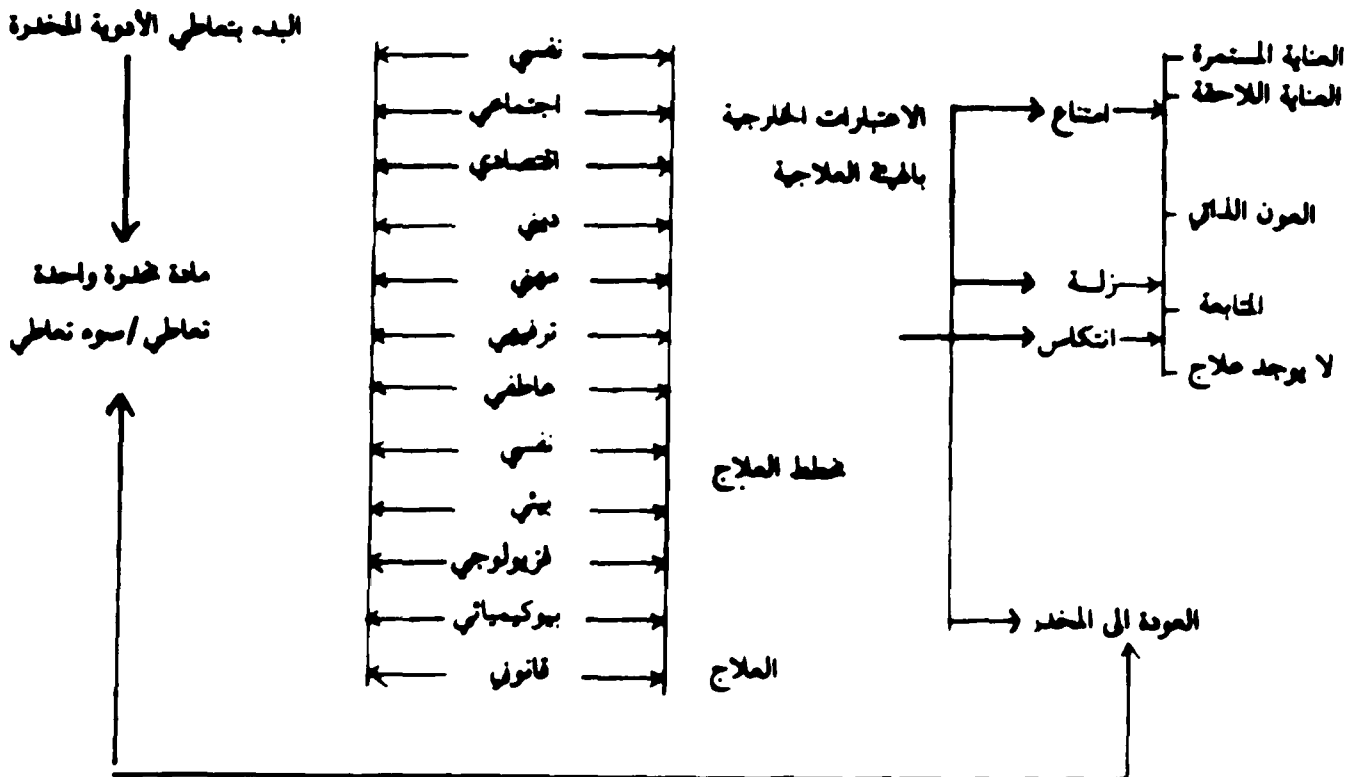 البدء بتعاطي الأدوية المخدرة
مادة مخدرة واحدة
تعاطي / سوء تعاطي
نفسي
اجتماعي
اقتصادي
ديني
مهني
ترفيهي
عاطفي
نفسي
بيئي
فزيولوجي
بيوكيميائي
قانوني
الاعتبارات الخارجية
بالهيئة العلاجية
مخطط العلاج
العلاج
امتناع
زلة
انتكاس
العودة الى المخدر
العناية المستمرة
العناية اللاحقة
العون الذاتي
المتابعة
لا يوجد علاج